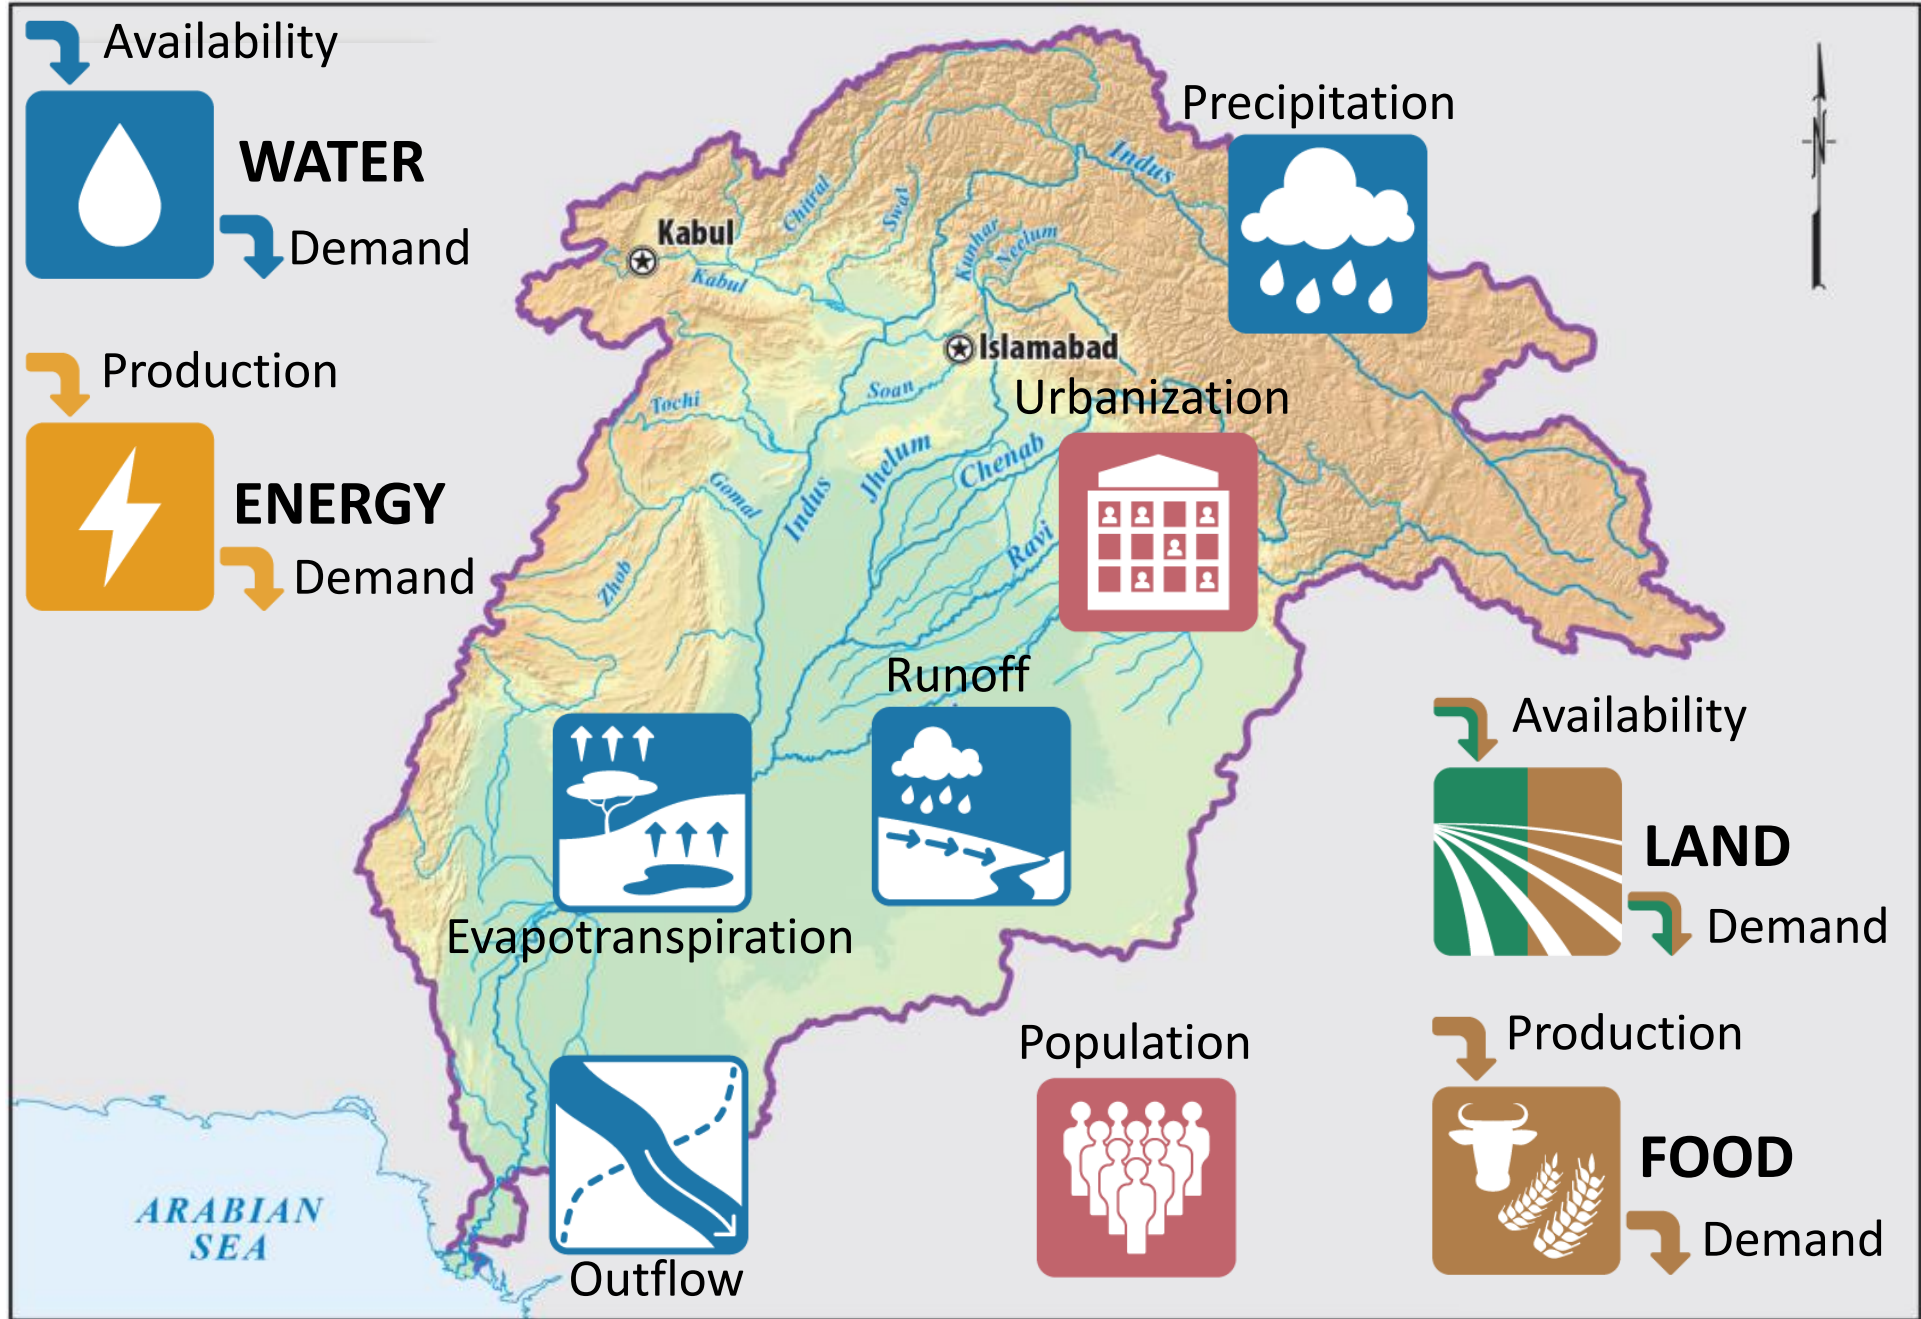 Availability
WATER
Demand
Production
ENERGY
Demand
Precipitation
N
Indus
Chitral
Swat
Kunhar
Neelum
Kabul
Kabul
Islamabad
Urbanization
Soan
Tochi
Jhelum
Chenab
Gomal
Indus
Ravi
Zhob
Runoff
Evapotranspiration
Availability
LAND
Demand
Population
Production
FOOD
Demand
ARABIAN
SEA
Outflow